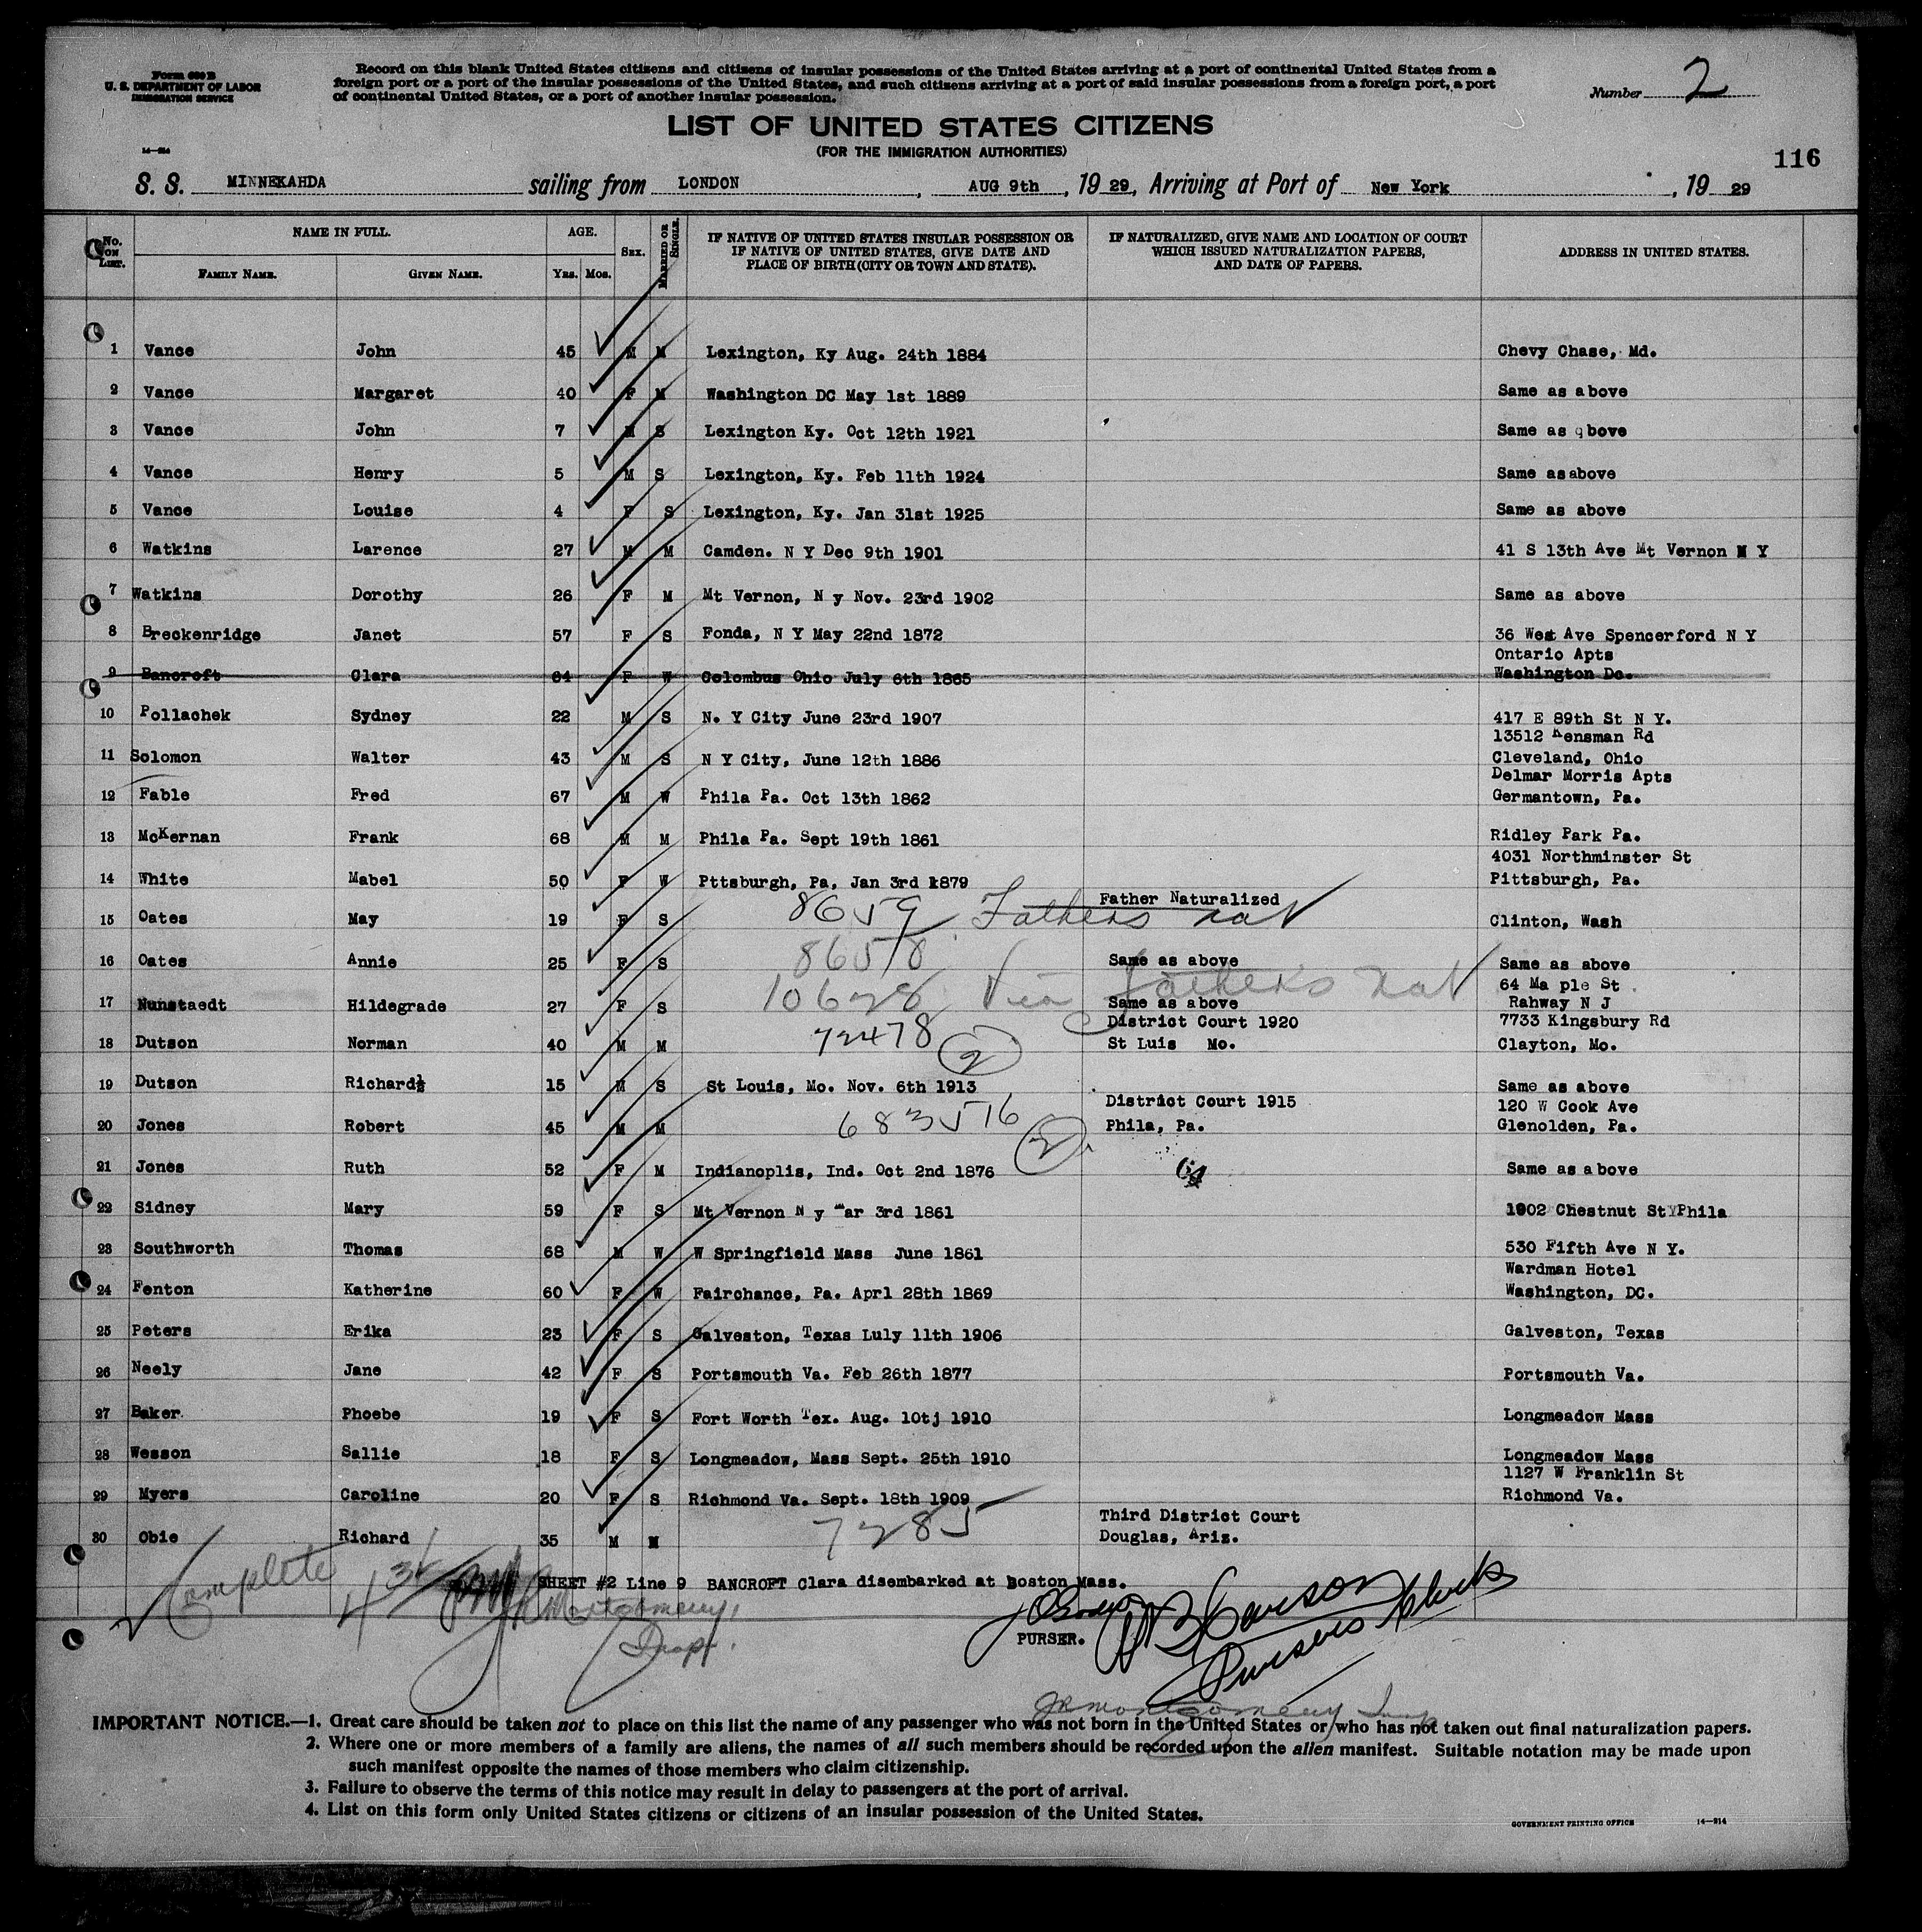 Form 630 B
U. S. DEPARTMENT OF LABOR
IMMIGRATION SERVICE
Record on this blank United States citizens and citizens of insular possessions of the United States arriving at a port of continental United States from a
foreign port or a port of the insular possessions of the United States, and such citizens arriving at a port of said insular possessions from a foreign port, a port
of continental United States, or a port of another insular possession.
Number 2
LIST OF UNITED STATES CITIZENS
(FOR THE IMMIGRATION AUTHORITIES)
14—214
116
S. S. MINNEKAHDA sailing from LONDON, AUG 9th, 19 29, Arriving at Port of New York, 19 29
No. ON LIST. NAME IN FULL. AGE. SEX. MARRIED OR SINGLE. IF NATIVE OF UNITED STATES INSULAR POSSESSION OR IF NATIVE OF UNITED STATES, GIVE DATE AND PLACE OF BIRTH (CITY OR TOWN AND STATE). IF NATURALIZED, GIVE NAME AND LOCATION OF COURT WHICH ISSUED NATURALIZATION PAPERS, AND DATE OF PAPERS. ADDRESS IN UNITED STATES.
FAMILY NAME. GIVEN NAME. YRS. MOS.
1 Vance John 45 M M Lexington, Ky Aug. 24th 1884 Chevy Chase, Md.
2 Vance Margaret 40 F M Washington DC May 1st 1889 Same as above
3 Vance John 7 M S Lexington Ky. Oct 12th 1921 Same as qbove
4 Vance Henry 5 M S Lexington, Ky. Feb 11th 1924 Same as above
5 Vance Louise 4 F S Lexington, Ky. Jan 31st 1925 Same as above
6 Watkins Larence 27 M M Camden. N Y Dec 9th 1901 41 S 13th Ave Mt Vernon N Y
7 Watkins Dorothy 26 F M Mt Vernon, N y Nov. 23rd 1902 Same as above
8 Breckenridge Janet 57 F S Fonda, N Y May 22nd 1872 36 West Ave Spencerford N Y
Ontario Apts
9 Bancroft Clara 64 F W Colombus Ohio July 6th 1865 Washington Dc.
10 Pollachek Sydney 22 M S N. Y City June 23rd 1907 417 E 89th St N Y.
13512 Kensman Rd
11 Solomon Walter 43 M S N Y City, June 12th 1886 Cleveland, Ohio
Delmar Morris Apts
12 Fable Fred 67 M W Phila Pa. Oct 13th 1862 Germantown, Pa.
13 McKernan Frank 68 M M Phila Pa. Sept 19th 1861 Ridley Park Pa.
4031 Northminster St
14 White Mabel 50 F W Pttsburgh, Pa, Jan 3rd 1879 Pittsburgh, Pa.
Father Naturalized
15 Oates May 19 F S 8659 Fathers nat Clinton, Wash
16 Oates Annie 25 F S 8658 Same as above Same as above
64 Ma ple St
17 Nunstaedt Hildegrade 27 F S 10628 Via father's nat Same as above Rahway N J
District Court 1920 7733 Kingsbury Rd
18 Dutson Norman 40 M M 72478 (2) St Luis Mo. Clayton, Mo.
19 Dutson Richard 15 M S St Louis, Mo. Nov. 6th 1913 Same as above
District Court 1915 120 W Cook Ave
20 Jones Robert 45 M M 683516 (2) Phila, Pa. Glenolden, Pa.
21 Jones Ruth 52 F M Indianoplis, Ind. Oct 2nd 1876 Same as above
22 Sidney Mary 59 F S Mt Vernon N y Mar 3rd 1861 1902 Chestnut St Phila
23 Southworth Thomas 68 M W W Springfield Mass June 1861 530 Fifth Ave N Y.
Wardman Hotel
24 Fenton Katherine 60 F W Fairchance, Pa. Aprl 28th 1869 Washington, DC.
25 Peters Erika 23 F S Galveston, Texas Luly 11th 1906 Galveston, Texas
26 Neely Jane 42 F S Portsmouth Va. Feb 26th 1877 Portsmouth Va.
27 Baker Phoebe 19 F S Fort Worth Tex. Aug. 10tj 1910 Longmeadow Mass
28 Wesson Sallie 18 F S Longmeadow, Mass Sept. 25th 1910 Longmeadow Mass
1127 W Franklin St
29 Myers Caroline 20 F S Richmond Va. Sept. 18th 1909 Richmond Va.
Third District Court
30 Obie Richard 35 M M 7285 Douglas, Ariz.
Complete
SHEET #2 Line 9 BANCROFT Clara disembarked at Boston Mass.
Montgomery
Insp.
PURSER.
Pursers Clerk
JR Montgomery Insp
IMPORTANT NOTICE.—1. Great care should be taken not to place on this list the name of any passenger who was not born in the United States or who has not taken out final naturalization papers.
2. Where one or more members of a family are aliens, the names of all such members should be recorded upon the alien manifest. Suitable notation may be made upon
such manifest opposite the names of those members who claim citizenship.
3. Failure to observe the terms of this notice may result in delay to passengers at the port of arrival.
4. List on this form only United States citizens or citizens of an insular possession of the United States.
GOVERNMENT PRINTING OFFICE 14—214